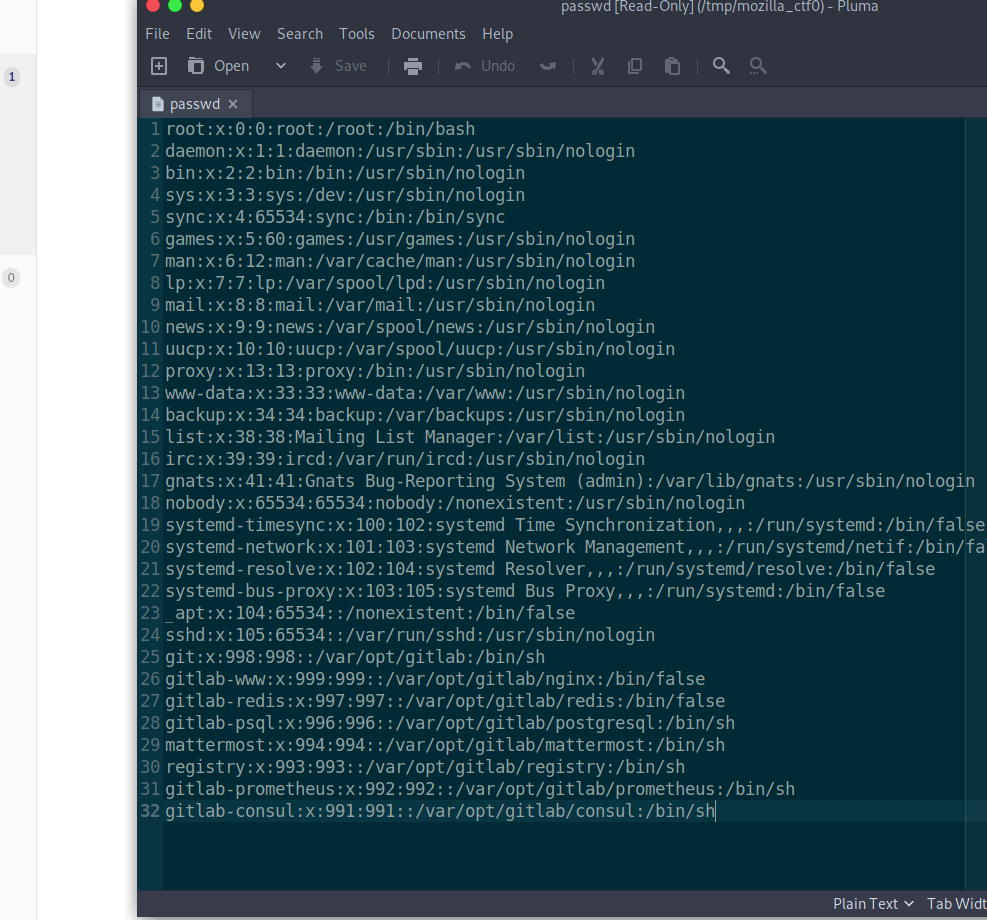 passwd [Read-Only] (/tmp/mozilla_ctf0) - Pluma
File Edit View Search Tools Documents Help
Open Save Undo
1
passwd
1 root:x:0:0:root:/root:/bin/bash
2 daemon:x:1:1:daemon:/usr/sbin:/usr/sbin/nologin
3 bin:x:2:2:bin:/bin:/usr/sbin/nologin
4 sys:x:3:3:sys:/dev:/usr/sbin/nologin
5 sync:x:4:65534:sync:/bin:/bin/sync
6 games:x:5:60:games:/usr/games:/usr/sbin/nologin
7 man:x:6:12:man:/var/cache/man:/usr/sbin/nologin
0
8 lp:x:7:7:lp:/var/spool/lpd:/usr/sbin/nologin
9 mail:x:8:8:mail:/var/mail:/usr/sbin/nologin
10 news:x:9:9:news:/var/spool/news:/usr/sbin/nologin
11 uucp:x:10:10:uucp:/var/spool/uucp:/usr/sbin/nologin
12 proxy:x:13:13:proxy:/bin:/usr/sbin/nologin
13 www-data:x:33:33:www-data:/var/www:/usr/sbin/nologin
14 backup:x:34:34:backup:/var/backups:/usr/sbin/nologin
15 list:x:38:38:Mailing List Manager:/var/list:/usr/sbin/nologin
16 irc:x:39:39:ircd:/var/run/ircd:/usr/sbin/nologin
17 gnats:x:41:41:Gnats Bug-Reporting System (admin):/var/lib/gnats:/usr/sbin/nologin
18 nobody:x:65534:65534:nobody:/nonexistent:/usr/sbin/nologin
19 systemd-timesync:x:100:102:systemd Time Synchronization,,,:/run/systemd:/bin/false
20 systemd-network:x:101:103:systemd Network Management,,,:/run/systemd/netif:/bin/fa
21 systemd-resolve:x:102:104:systemd Resolver,,,:/run/systemd/resolve:/bin/false
22 systemd-bus-proxy:x:103:105:systemd Bus Proxy,,,:/run/systemd:/bin/false
23 _apt:x:104:65534::/nonexistent:/bin/false
24 sshd:x:105:65534::/var/run/sshd:/usr/sbin/nologin
25 git:x:998:998::/var/opt/gitlab:/bin/sh
26 gitlab-www:x:999:999::/var/opt/gitlab/nginx:/bin/false
27 gitlab-redis:x:997:997::/var/opt/gitlab/redis:/bin/false
28 gitlab-psql:x:996:996::/var/opt/gitlab/postgresql:/bin/sh
29 mattermost:x:994:994::/var/opt/gitlab/mattermost:/bin/sh
30 registry:x:993:993::/var/opt/gitlab/registry:/bin/sh
31 gitlab-prometheus:x:992:992::/var/opt/gitlab/prometheus:/bin/sh
32 gitlab-consul:x:991:991::/var/opt/gitlab/consul:/bin/sh
Plain Text Tab Widt